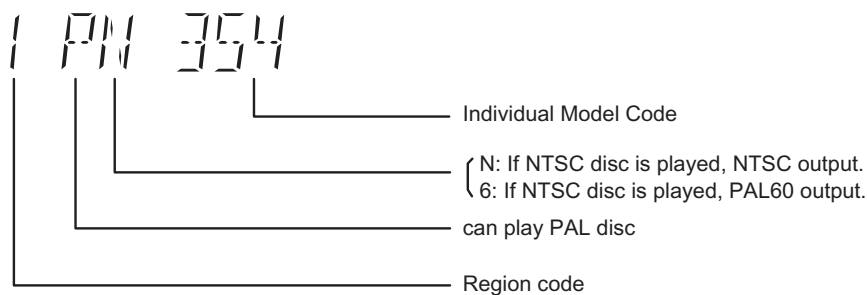 1 PN 354
Individual Model Code
N: If NTSC disc is played, NTSC output.
6: If NTSC disc is played, PAL60 output.
can play PAL disc
Region code